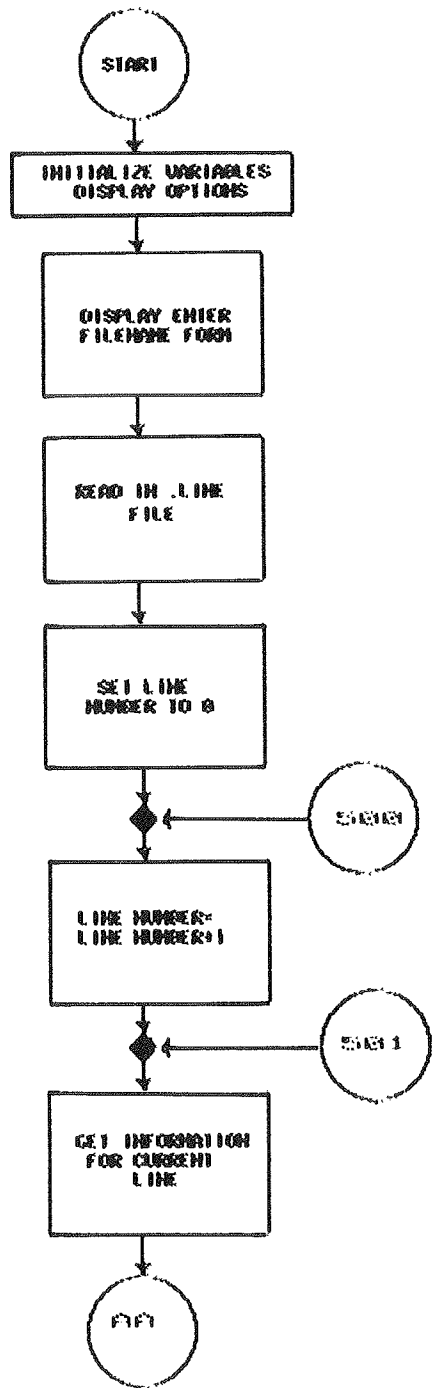 START
INITIALIZE VARIABLES
DISPLAY OPTIONS
DISPLAY ENTER
FILENAME FORM
READ IN .LINE
FILE
SET LINE
NUMBER TO 0
LINE NUMBER=
LINE NUMBER+1
GET INFORMATION
FOR CURRENT
LINE